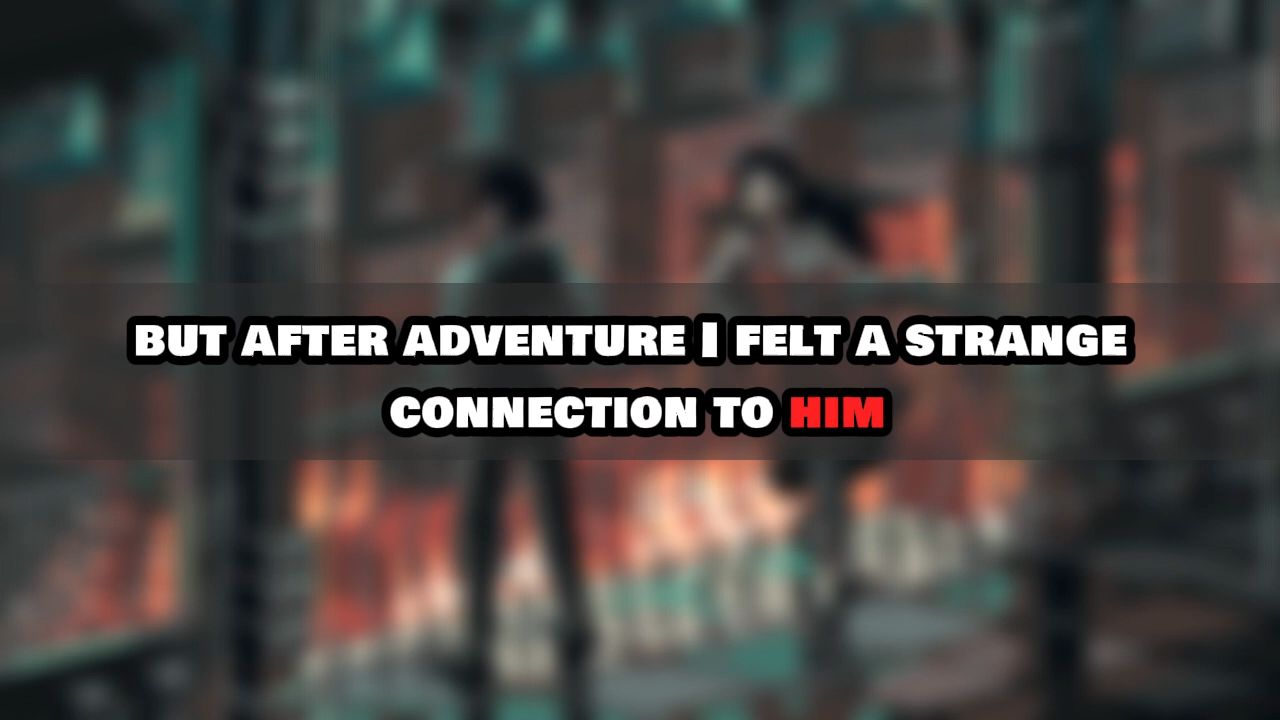 BUT AFTER ADVENTURE I FELT A STRANGE
CONNECTION TO HIM